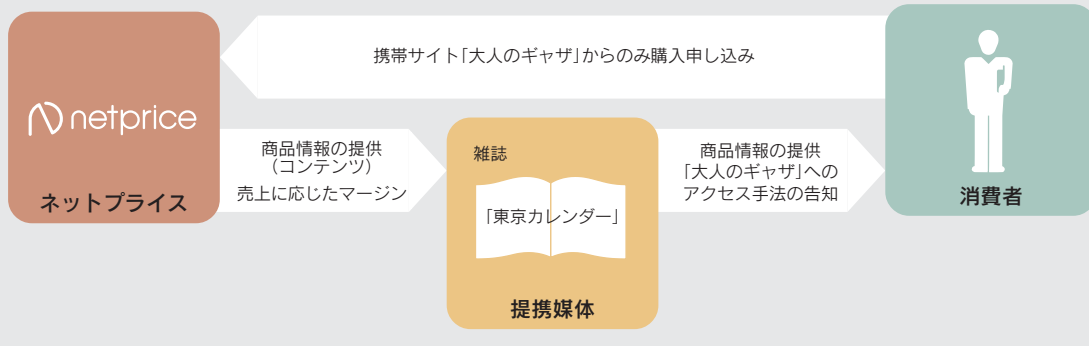 携帯サイト「大人のギャザ」からのみ購入申し込み
netprice
ネットプライス
商品情報の提供
（コンテンツ）
売上に応じたマージン
雑誌
「東京カレンダー」
提携媒体
商品情報の提供
「大人のギャザ」への
アクセス手法の告知
消費者